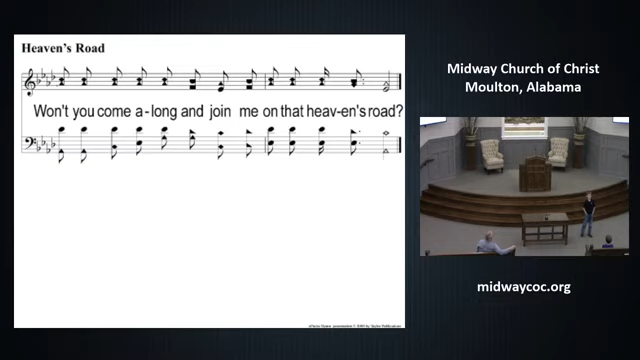 Heaven's Road
Won't you come a-long and join me on that heav-en's road?
Midway Church of Christ
Moulton, Alabama
midwaycoc.org